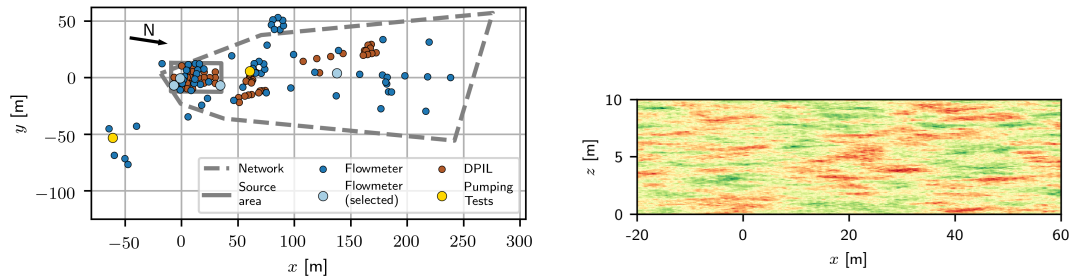 50
0
−50
−100
y [m]
N
Network
Source
area
Flowmeter
Flowmeter
(selected)
DPIL
Pumping
Tests
−50 0 50 100 150 200 250 300
x [m]
10
5
0
z [m]
-20 0 20 40 60
x [m]